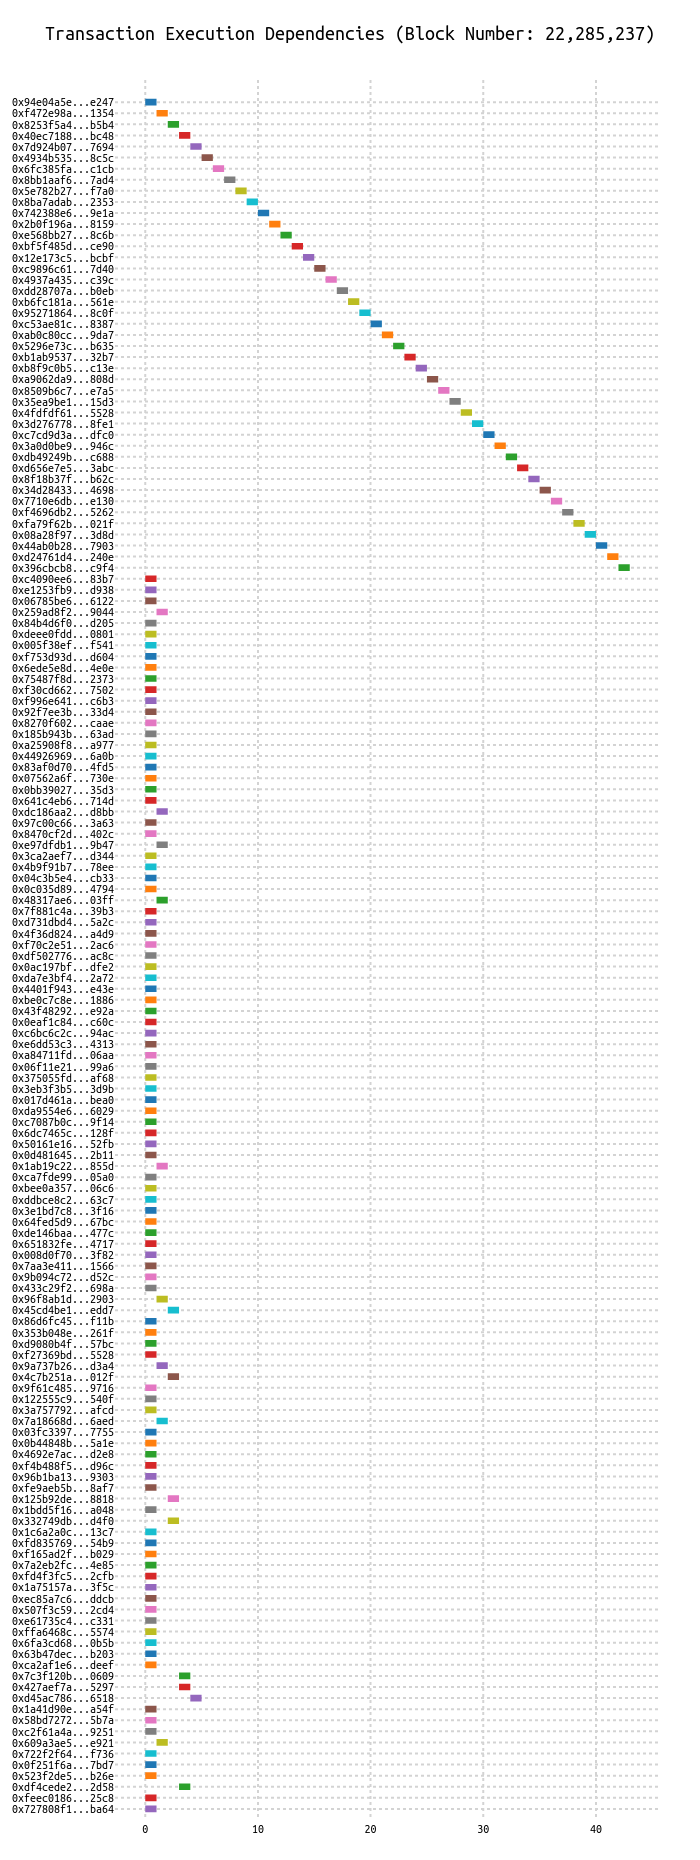 Transaction Execution Dependencies (Block Number: 22,285,237)
0x94e04a5e...e247
0xf472e98a...1354
0x8253f5a4...b5b4
0x40ec7188...bc48
0x7d924b07...7694
0x4934b535...8c5c
0x6fc385fa...c1cb
0x8bb1aaf6...7ad4
0x5e782b27...f7a0
0x8ba7adab...2353
0x742388e6...9e1a
0x2b0f196a...8159
0xe568bb27...8c6b
0xbf5f485d...ce90
0x12e173c5...bcbf
0xc9896c61...7d40
0x4937a435...c39c
0xdd28707a...b0eb
0xb6fc181a...561e
0x95271864...8c0f
0xc53ae81c...8387
0xab0c80cc...9da7
0x5296e73c...b635
0xb1ab9537...32b7
0xb8f9c0b5...c13e
0xa9062da9...808d
0x8509b6c7...e7a5
0x35ea9be1...15d3
0x4fdfdf61...5528
0x3d276778...8fe1
0xc7cd9d3a...dfc0
0x3a0d0be9...946c
0xdb49249b...c688
0xd656e7e5...3abc
0x8f18b37f...b62c
0x34d28433...4698
0x7710e6db...e130
0xf4696db2...5262
0xfa79f62b...021f
0x08a28f97...3d8d
0x44ab0b28...7903
0xd24761d4...240e
0x396cbcb8...c9f4
0xc4090ee6...83b7
0xe1253fb9...d938
0x06785be6...6122
0x259ad8f2...9044
0x84b4d6f0...d205
0xdeee0fdd...0801
0x005f38ef...f541
0xf753d93d...d604
0x6ede5e8d...4e0e
0x75487f8d...2373
0xf30cd662...7502
0xf996e641...c6b3
0x92f7ee3b...33d4
0x8270f602...caae
0x185b943b...63ad
0xa25908f8...a977
0x44926969...6a0b
0x83af0d70...4fd5
0x07562a6f...730e
0x0bb39027...35d3
0x641c4eb6...714d
0xdc186aa2...d8bb
0x97c00c66...3a63
0x8470cf2d...402c
0xe97dfdb1...9b47
0x3ca2aef7...d344
0x4b9f91b7...78ee
0x04c3b5e4...cb33
0x0c035d89...4794
0x48317ae6...03ff
0x7f881c4a...39b3
0xd731dbd4...5a2c
0x4f36d824...a4d9
0xf70c2e51...2ac6
0xdf502776...ac8c
0x0ac197bf...dfe2
0xda7e3bf4...2a72
0x4401f943...e43e
0xbe0c7c8e...1886
0x43f48292...e92a
0x0eaf1c84...c60c
0xc6bc6c2c...94ac
0xe6dd53c3...4313
0xa84711fd...06aa
0x06f11e21...99a6
0x375055fd...af68
0x3eb3f3b5...3d9b
0x017d461a...bea0
0xda9554e6...6029
0xc7087b0c...9f14
0x6dc7465c...128f
0x50161e16...52fb
0x0d481645...2b11
0x1ab19c22...855d
0xca7fde99...05a0
0xbee0a357...06c6
0xddbce8c2...63c7
0x3e1bd7c8...3f16
0x64fed5d9...67bc
0xde146baa...477c
0x651832fe...4717
0x008d0f70...3f82
0x7aa3e411...1566
0x9b094c72...d52c
0x433c29f2...698a
0x96f8ab1d...2903
0x45cd4be1...edd7
0x86d6fc45...f11b
0x353b048e...261f
0xd9080b4f...57bc
0xf27369bd...5528
0x9a737b26...d3a4
0x4c7b251a...012f
0x9f61c485...9716
0x122555c9...540f
0x3a757792...afcd
0x7a18668d...6aed
0x03fc3397...7755
0x0b44848b...5a1e
0x4692e7ac...d2e8
0xf4b488f5...d96c
0x96b1ba13...9303
0xfe9aeb5b...8af7
0x125b92de...8818
0x1bdd5f16...a048
0x332749db...d4f0
0x1c6a2a0c...13c7
0xfd835769...54b9
0xf165ad2f...b029
0x7a2eb2fc...4e85
0xfd4f3fc5...2cfb
0x1a75157a...3f5c
0xec85a7c6...ddcb
0x507f3c59...2cd4
0xe61735c4...c331
0xffa6468c...5574
0x6fa3cd68...0b5b
0x63b47dec...b203
0xca2af1e6...deef
0x7c3f120b...0609
0x427aef7a...5297
0xd45ac786...6518
0x1a41d90e...a54f
0x58bd7272...5b7a
0xc2f61a4a...9251
0x609a3ae5...e921
0x722f2f64...f736
0x0f251f6a...7bd7
0x523f2de5...b26e
0xdf4cede2...2d58
0xfeec0186...25c8
0x727808f1...ba64
0 10 20 30 40